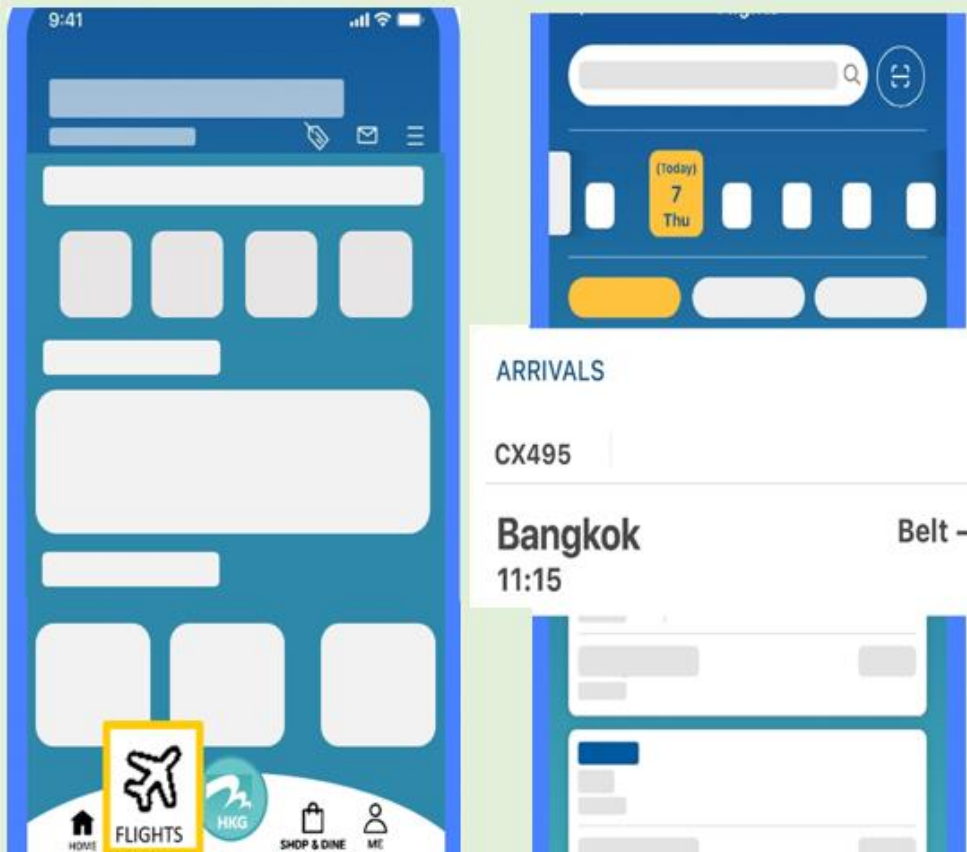 9:41
HOME
FLIGHTS
HKG
SHOP & DINE
ME
(Today)
7
Thu
ARRIVALS
CX495
Bangkok
Belt -
11:15